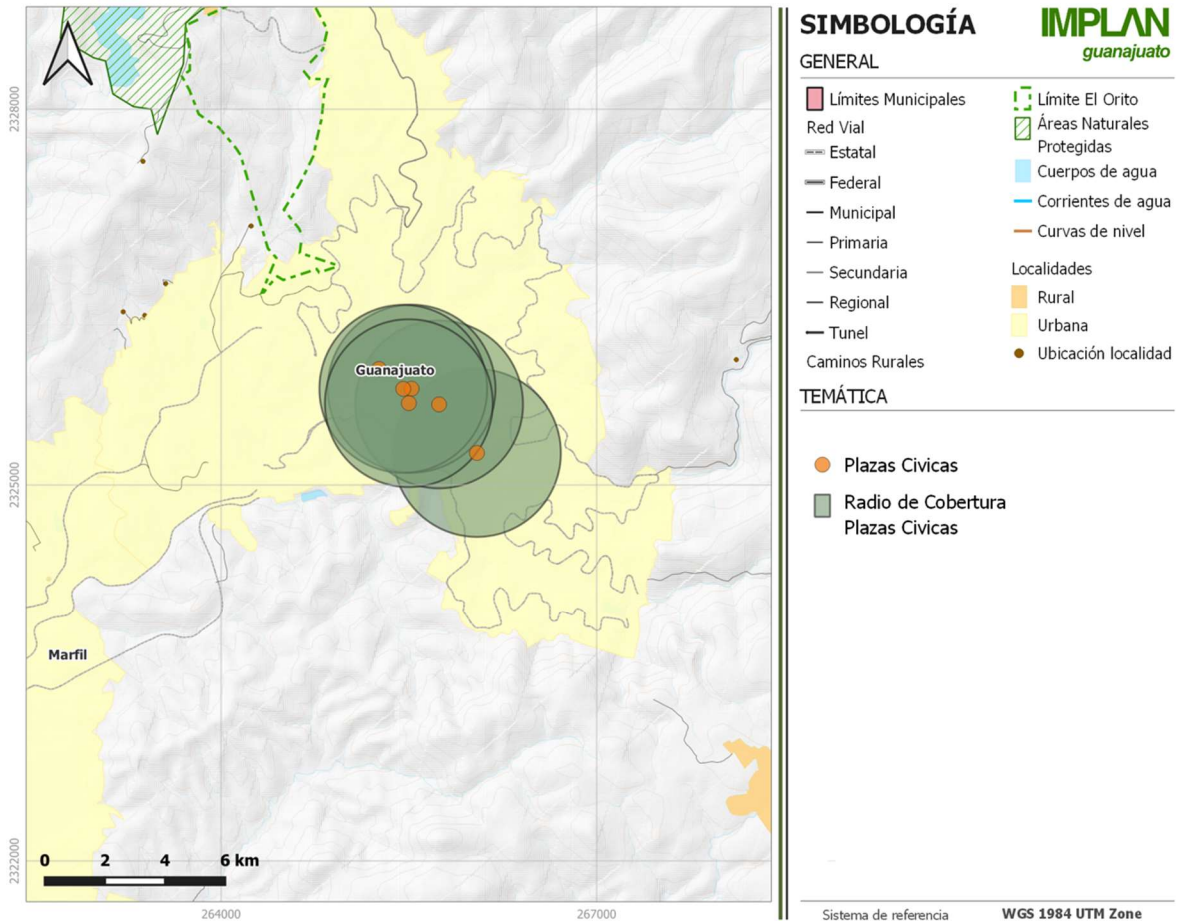 2328000
2325000
2322000
Guanajuato
Marfil
0 2 4 6 km
264000
267000
SIMBOLOGÍA
IMPLAN
guanajuato
GENERAL
Límites Municipales
Red Vial
Estatal
Federal
Municipal
Primaria
Secundaria
Regional
Tunel
Caminos Rurales
Límite El Orito
Áreas Naturales
Protegidas
Cuerpos de agua
Corrientes de agua
Curvas de nivel
Localidades
Rural
Urbana
Ubicación localidad
TEMÁTICA
Plazas Civicas
Radio de Cobertura
Plazas Civicas
Sistema de referencia WGS 1984 UTM Zone